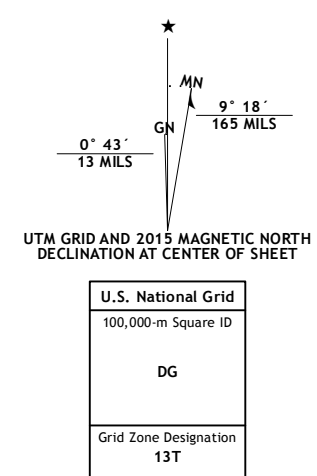 ★
MN
GN
9° 18´
165 MILS
0° 43´
13 MILS
UTM GRID AND 2015 MAGNETIC NORTH
DECLINATION AT CENTER OF SHEET
U.S. National Grid
100,000-m Square ID
DG
Grid Zone Designation
13T